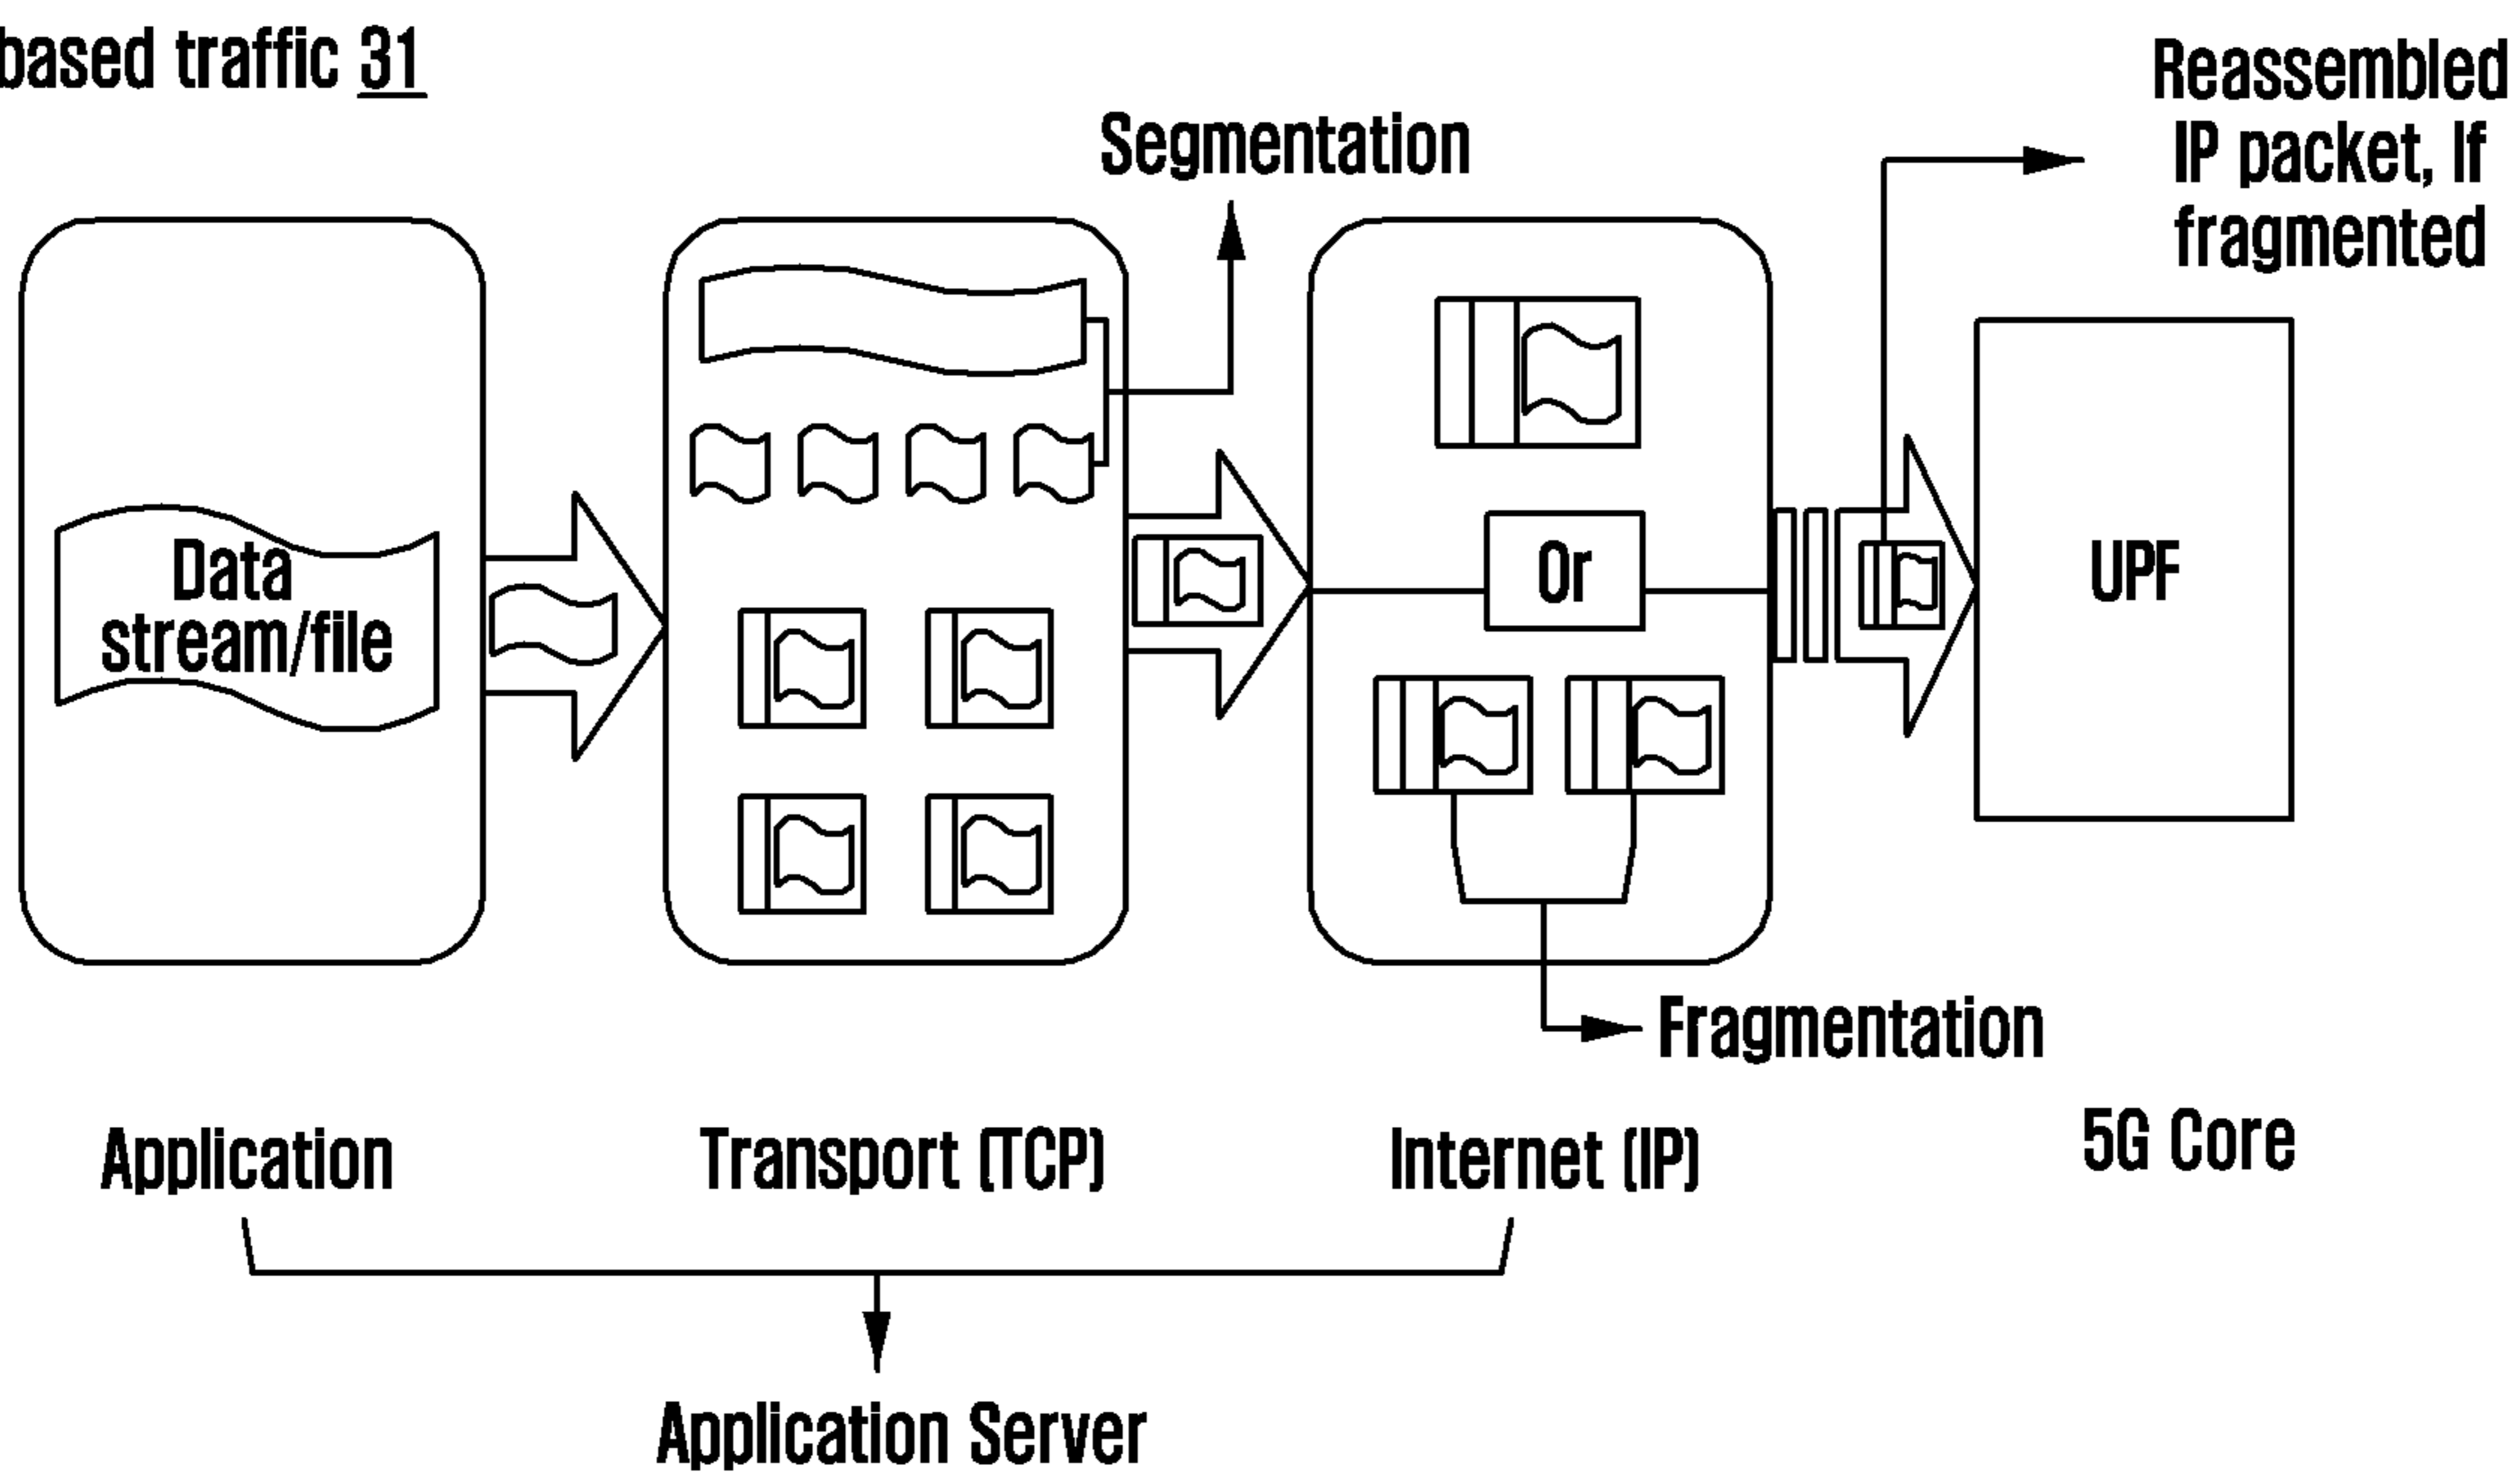 based traffic 31
Reassembled
IP packet, If
fragmented
Segmentation
Data
stream/file
Or
UPF
Fragmentation
Application
Transport (TCP)
Internet (IP)
5G Core
Application Server